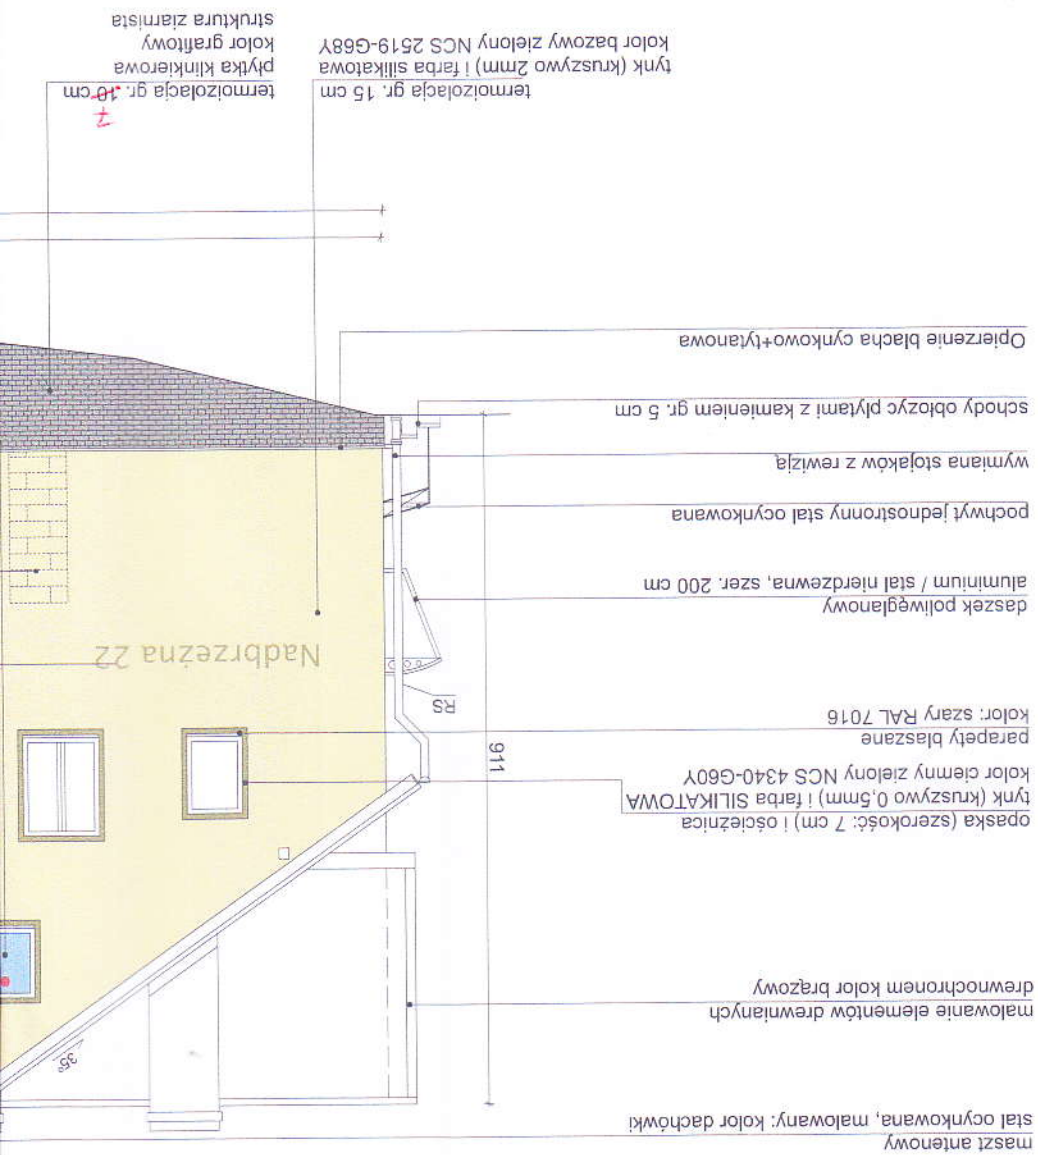 maszt antenowy
stal ocynkowana, malowany: kolor dachówki
35°
malowanie elementów drewnianych
drewnochronem kolor brązowy
opaska (szerokość: 7 cm) i ościeżnica
tynk (kruszywo 0,5mm) i farba SILIKATOWA
kolor ciemny zielony NCS 4340-G60Y
911
parapety blaszane
kolor: szary RAL 7016
RS
Nadbrzeżna 22
daszek poliwęglanowy
aluminium / stal nierdzewna, szer. 200 cm
pochwyt jednostronny stal ocynkowana
wymiana stojaków z rewizją
schody obłozyc płytami z kamieniem gr. 5 cm
Opierzenie blacha cynkowo+tytanowa
termoizolacja gr. 15 cm
tynk (kruszywo 2mm) i farba silikatowa
kolor bazowy zielony NCS 2519-G68Y
7
termoizolacja gr. 10 cm
płytka klinkierowa
kolor grafitowy
struktura ziarnista